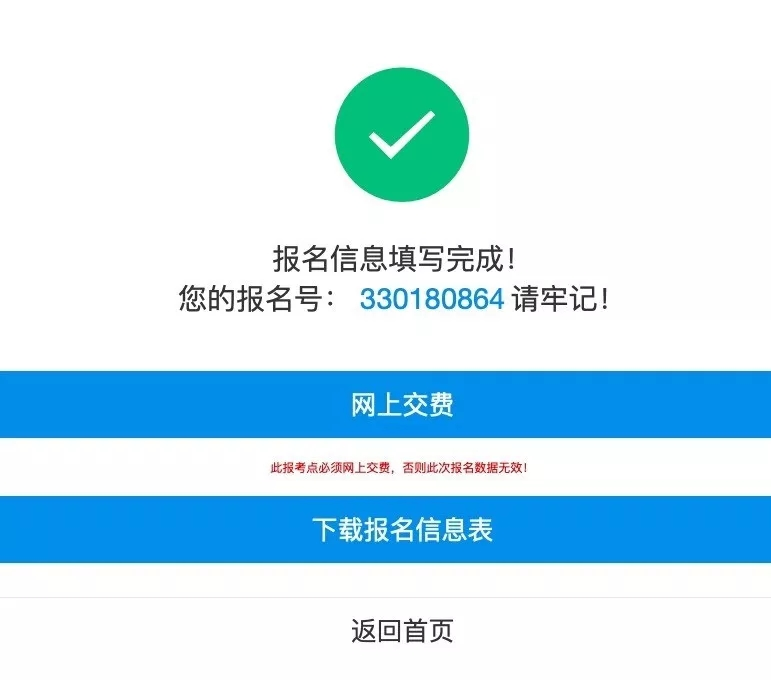 报名信息填写完成！
您的报名号： 330180864 请牢记！
网上交费
此报考点必须网上交费，否则此次报名数据无效！
下载报名信息表
返回首页